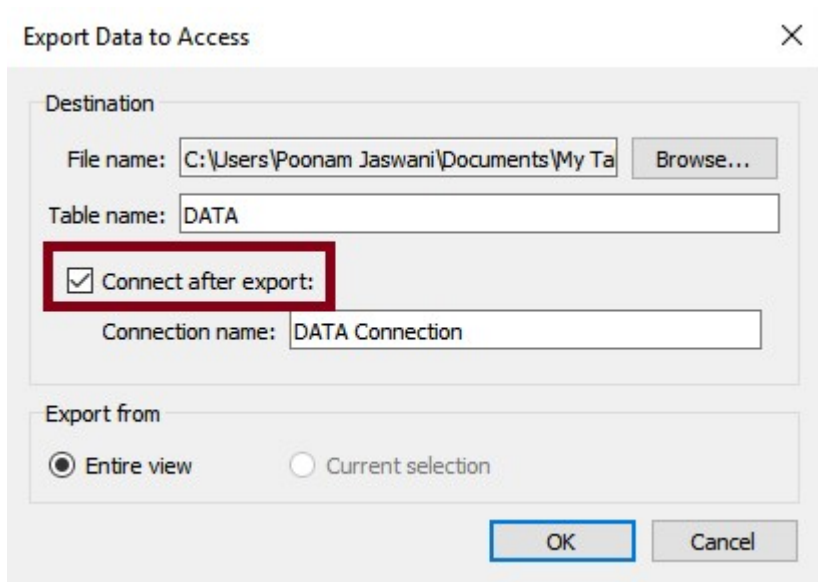 Export Data to Access
Destination
File name: C:\Users\Poonam Jaswani\Documents\My Ta Browse...
Table name: DATA
Connect after export:
Connection name: DATA Connection
Export from
Entire view Current selection
OK Cancel